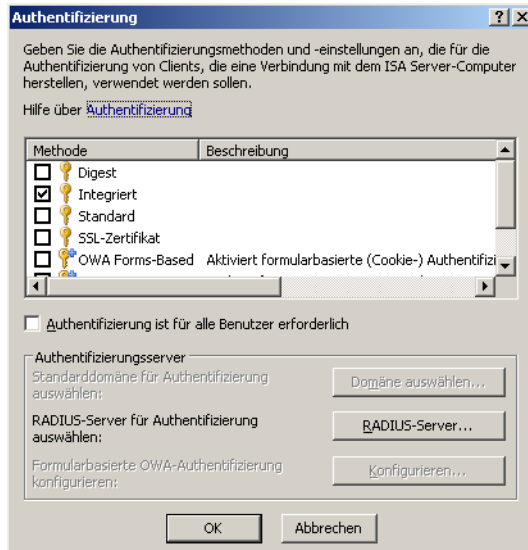 Authentifizierung
Geben Sie die Authentifizierungsmethoden und -einstellungen an, die für die
Authentifizierung von Clients, die eine Verbindung mit dem ISA Server-Computer
herstellen, verwendet werden sollen.
Hilfe über Authentifizierung
Methode Beschreibung
Digest
Integriert
Standard
SSL-Zertifikat
OWA Forms-Based Aktiviert formularbasierte (Cookie-) Authentifizi
Authentifizierung ist für alle Benutzer erforderlich
Authentifizierungsserver
Standarddomäne für Authentifizierung
auswählen:
Domäne auswählen...
RADIUS-Server für Authentifizierung
auswählen:
RADIUS-Server...
Formularbasierte OWA-Authentifizierung
konfigurieren:
Konfigurieren...
OK Abbrechen